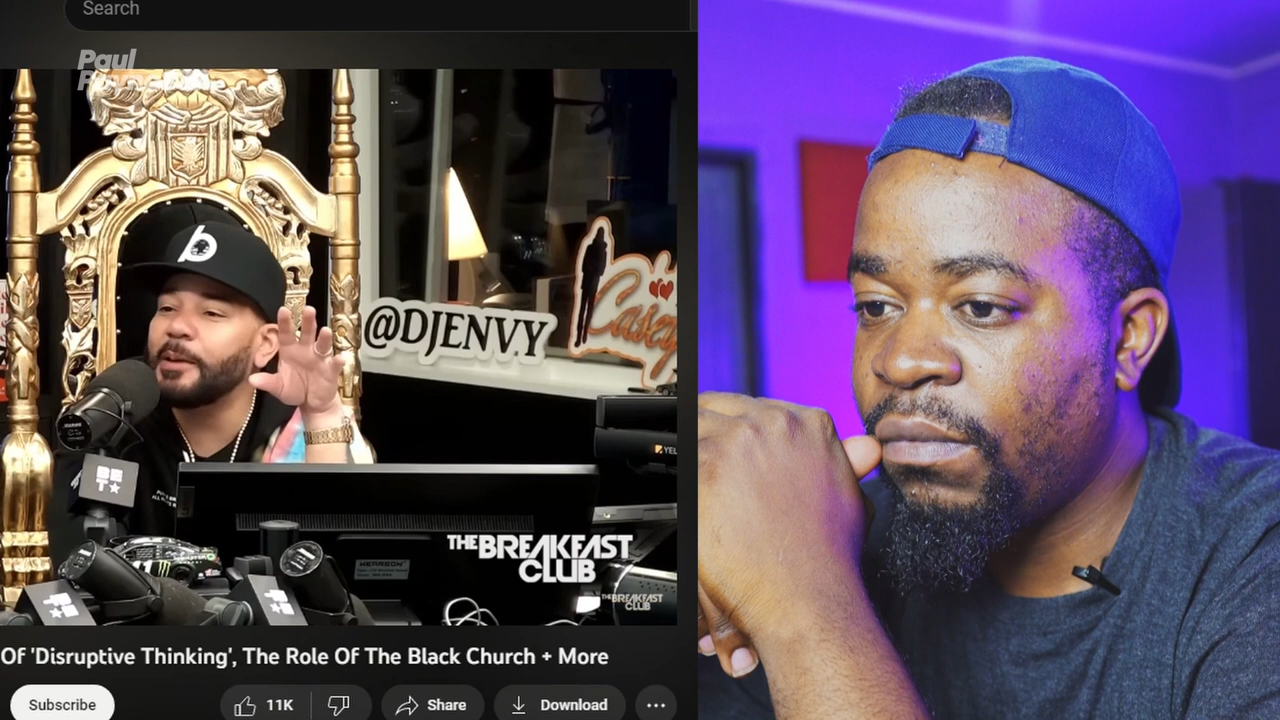 Search
Paul
@DJENVY
Casey
BE
T★
THE BREAKFAST
CLUB
THE BREAKFAST
CLUB
Of 'Disruptive Thinking', The Role Of The Black Church + More
Subscribe
11K
Share
Download